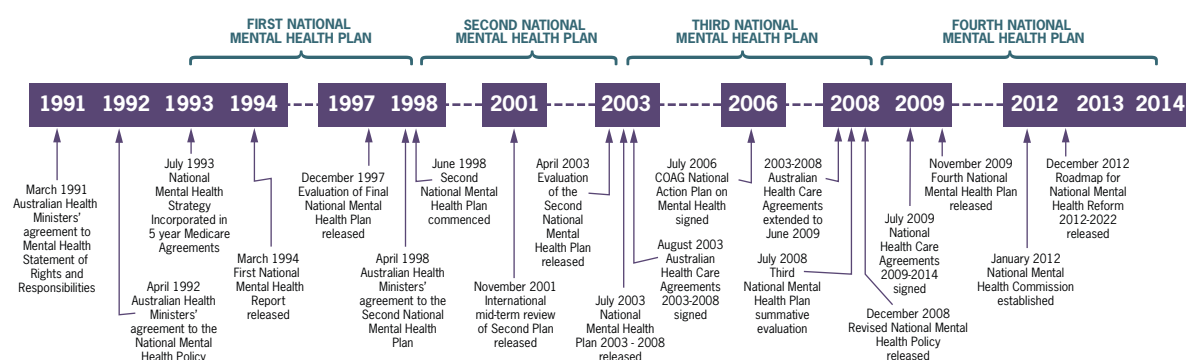 FIRST NATIONAL
MENTAL HEALTH PLAN
SECOND NATIONAL
MENTAL HEALTH PLAN
THIRD NATIONAL
MENTAL HEALTH PLAN
FOURTH NATIONAL
MENTAL HEALTH PLAN
1991 1992 1993 1994 1997 1998 2001 2003 2006 2008 2009 2012 2013 2014
March 1991
Australian Health
Ministers'
agreement to
Mental Health
Statement of
Rights and
Responsibilities
April 1992
Australian Health
Ministers'
agreement to the
National Mental
Health Policy
July 1993
National
Mental Health
Strategy
Incorporated in
5 year Medicare
Agreements
March 1994
First National
Mental Health
Report
released
December 1997
Evaluation of Final
National Mental
Health Plan
released
April 1998
Australian Health
Ministers'
agreement to the
Second National
Mental Health
Plan
June 1998
Second
National Mental
Health Plan
commenced
November 2001
International
mid-term review
of Second Plan
released
April 2003
Evaluation
of the
Second
National
Mental
Health Plan
released
July 2003
National
Mental Health
Plan 2003 - 2008
released
August 2003
Australian
Health Care
Agreements
2003-2008
signed
July 2006
COAG National
Action Plan on
Mental Health
signed
2003-2008
Australian
Health Care
Agreements
extended to
June 2009
July 2008
Third
National Mental
Health Plan
summative
evaluation
December 2008
Revised National Mental
Health Policy
released
July 2009
National
Health Care
Agreements
2009-2014
signed
November 2009
Fourth National
Mental Health Plan
released
January 2012
National Mental
Health Commission
established
December 2012
Roadmap for
National Mental
Health Reform
2012-2022
released